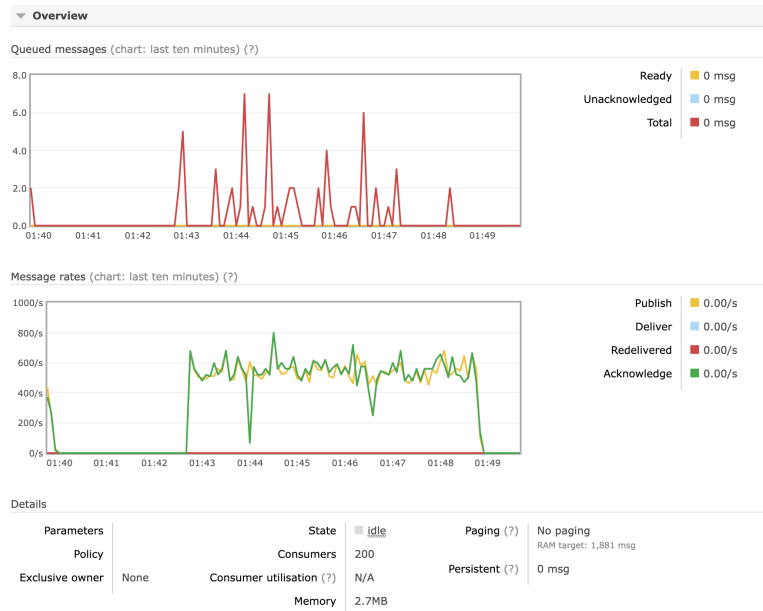 Overview
Queued messages (chart: last ten minutes) (?)
8.0
6.0
4.0
2.0
0.0
01:40 01:41 01:42 01:43 01:44 01:45 01:46 01:47 01:48 01:49
Ready 0 msg
Unacknowledged 0 msg
Total 0 msg
Message rates (chart: last ten minutes) (?)
1000/s
800/s
600/s
400/s
200/s
0/s
01:40 01:41 01:42 01:43 01:44 01:45 01:46 01:47 01:48 01:49
Publish 0.00/s
Deliver 0.00/s
Redelivered 0.00/s
Acknowledge 0.00/s
Details
Parameters
Policy
Exclusive owner None
State idle
Consumers 200
Consumer utilisation (?) N/A
Memory 2.7MB
Paging (?) No paging
RAM target: 1,881 msg
Persistent (?) 0 msg